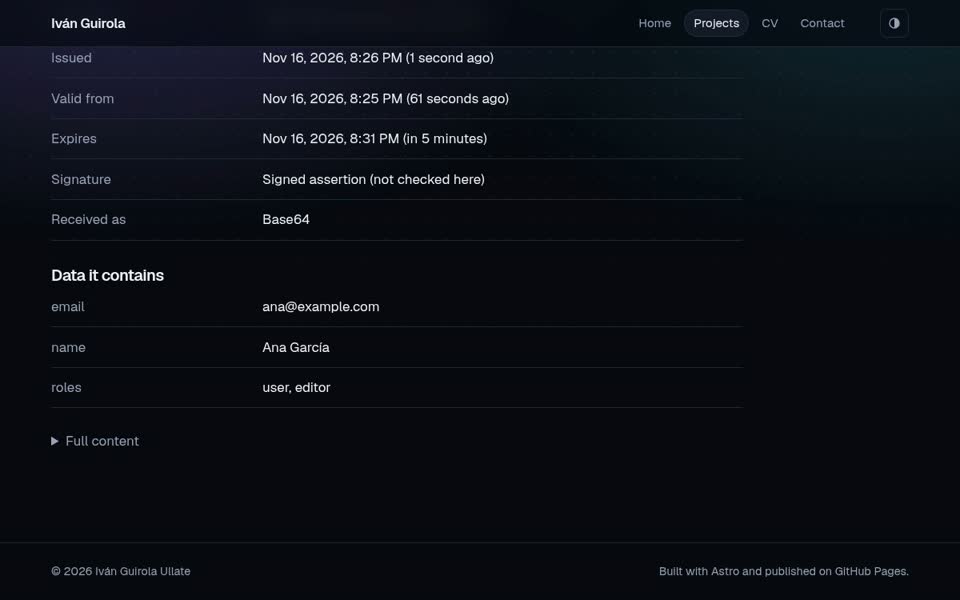 Iván Guirola
Home Projects CV Contact
Issued Nov 16, 2026, 8:26 PM (1 second ago)
Valid from Nov 16, 2026, 8:25 PM (61 seconds ago)
Expires Nov 16, 2026, 8:31 PM (in 5 minutes)
Signature Signed assertion (not checked here)
Received as Base64
Data it contains
email ana@example.com
name Ana García
roles user, editor
Full content
© 2026 Iván Guirola Ullate
Built with Astro and published on GitHub Pages.